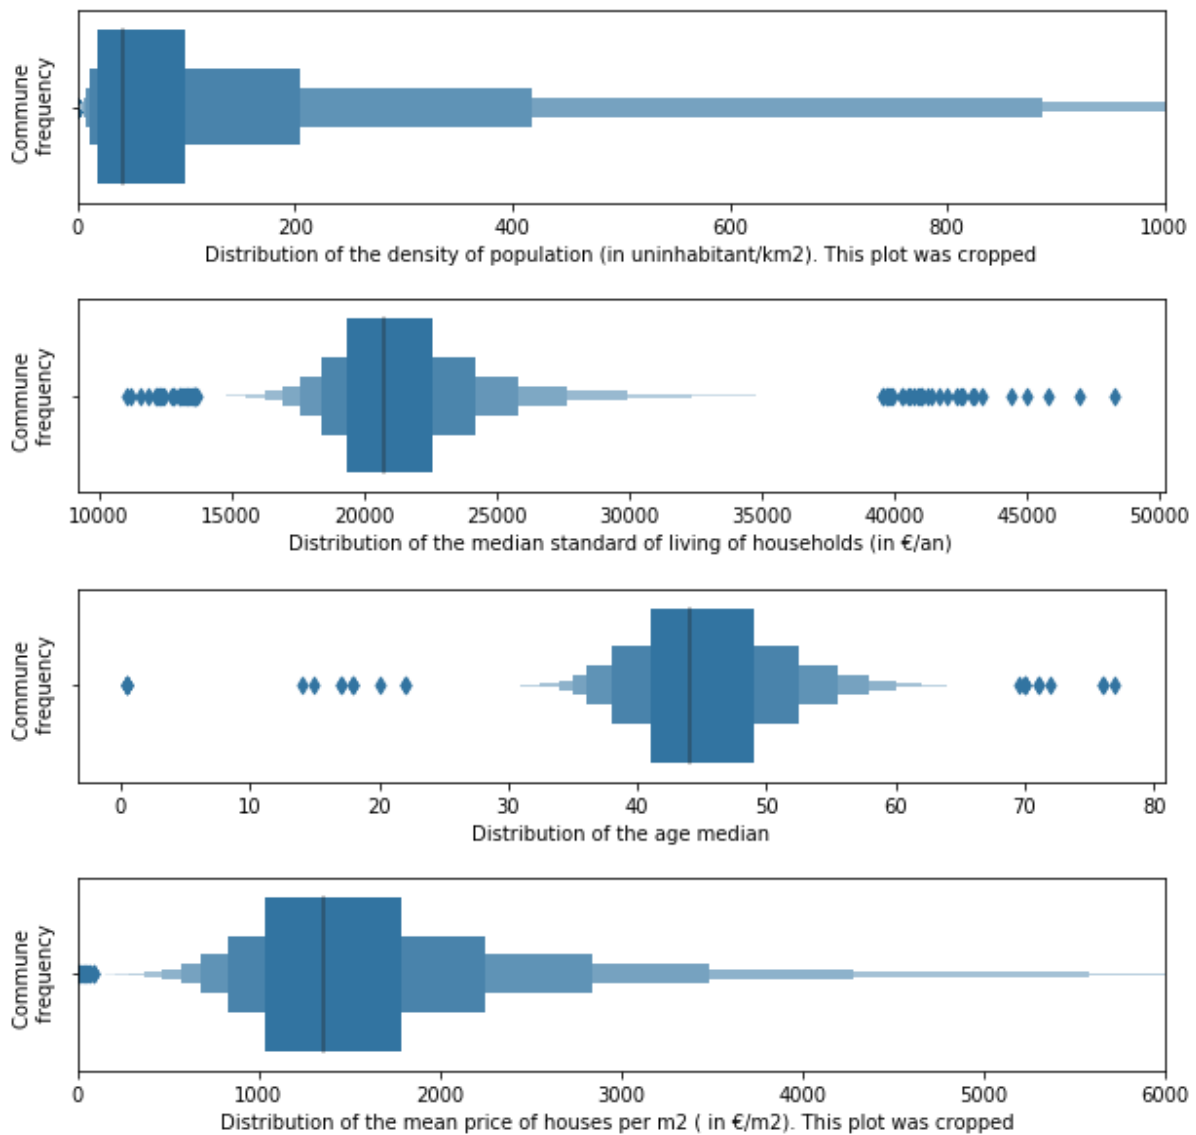 Commune
frequency
0 200 400 600 800 1000
Distribution of the density of population (in uninhabitant/km2). This plot was cropped
Commune
frequency
10000 15000 20000 25000 30000 35000 40000 45000 50000
Distribution of the median standard of living of households (in €/an)
Commune
frequency
0 10 20 30 40 50 60 70 80
Distribution of the age median
Commune
frequency
0 1000 2000 3000 4000 5000 6000
Distribution of the mean price of houses per m2 ( in €/m2). This plot was cropped